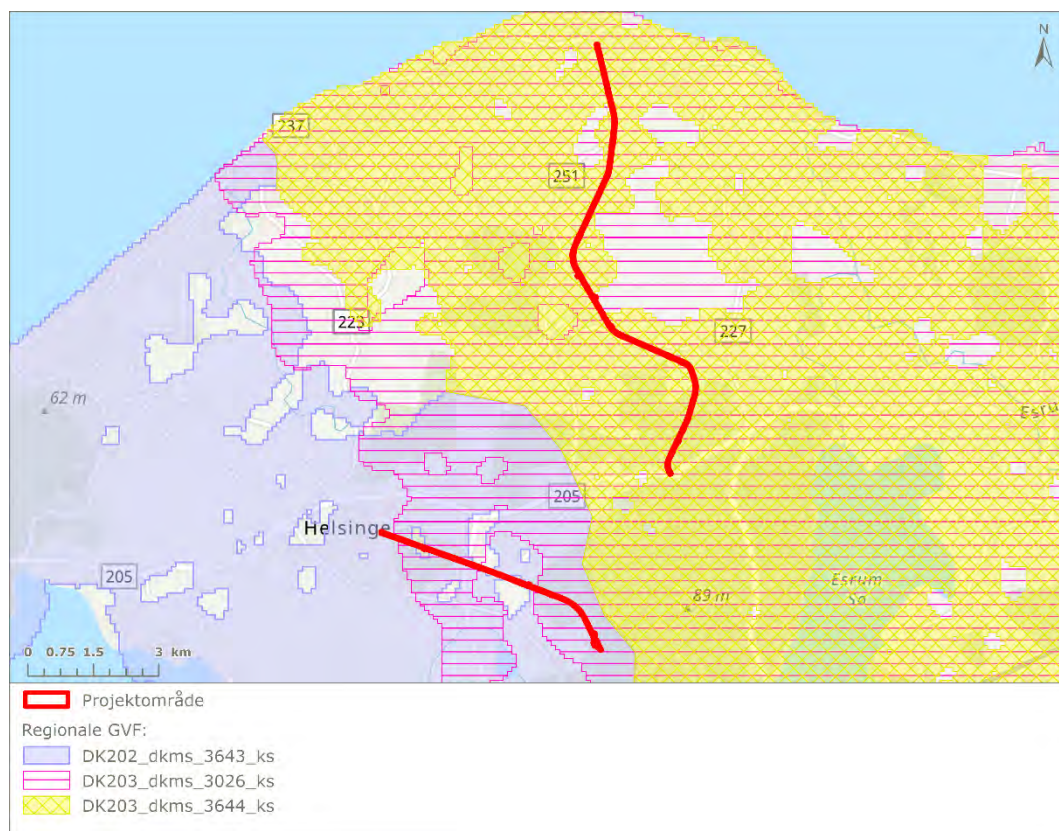 N
237
251
223
227
62 m
Esru
205
Helsinge
205
Esrum
Sø
89 m
0 0.75 1.5 3 km
Projektområde
Regionale GVF:
DK202_dkms_3643_ks
DK203_dkms_3026_ks
DK203_dkms_3644_ks